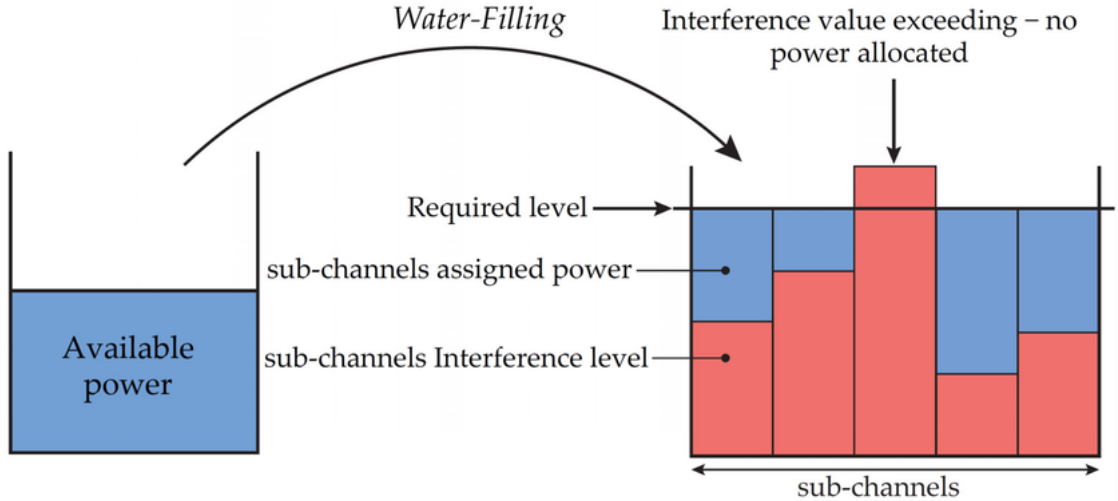 Water-Filling
Interference value exceeding – no
power allocated
Required level
sub-channels assigned power
Available
power
sub-channels Interference level
sub-channels